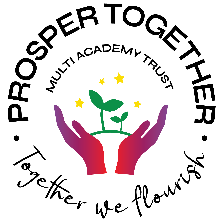 • PROSPER TOGETHER •
MULTI ACADEMY TRUST
Together we flourish